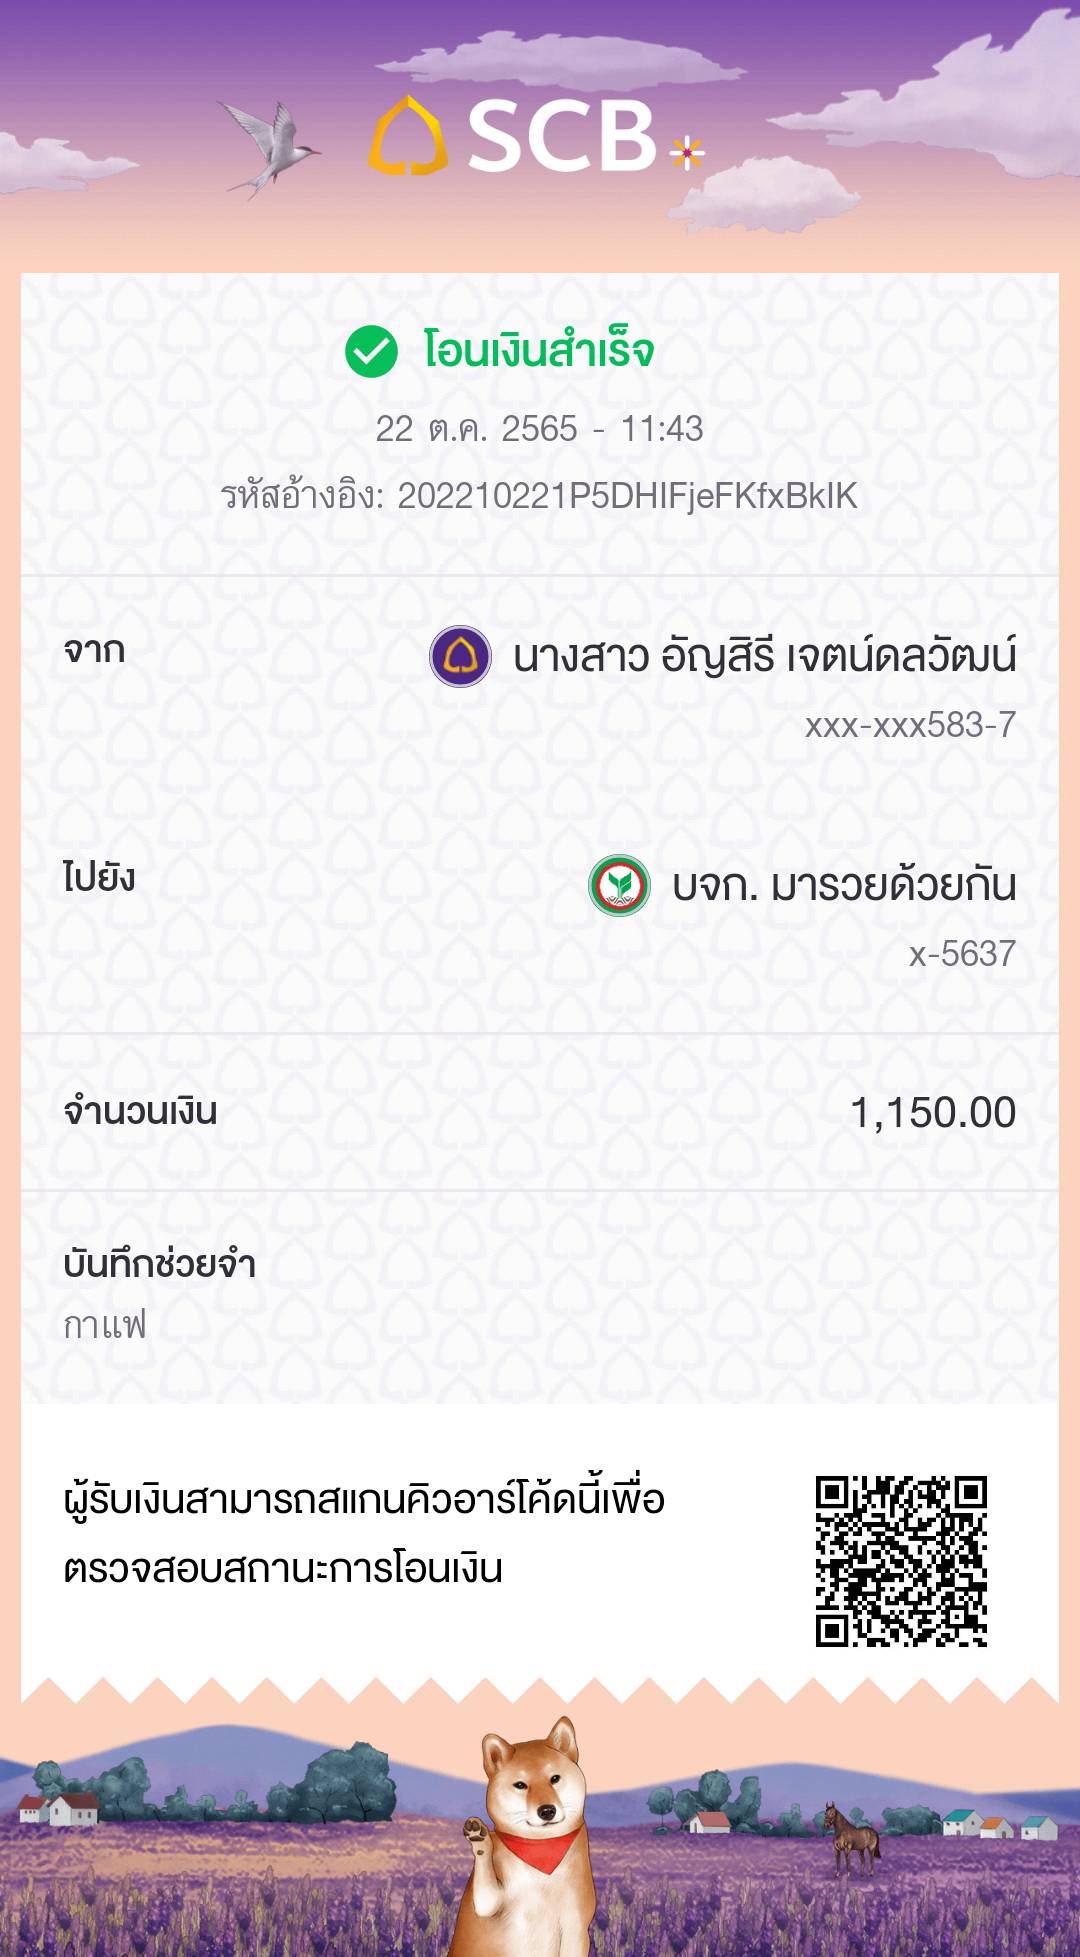 SCB
โอนเงินสำเร็จ
22 ต.ค. 2565 - 11:43
รหัสอ้างอิง: 202210221P5DHIFjeFKfxBkIK
จาก
นางสาว อัญสิรี เจตน์ดลวัฒน์
xxx-xxx583-7
ไปยัง
บจก. มารวยด้วยกัน
x-5637
จำนวนเงิน
1,150.00
บันทึกช่วยจำ
กาแฟ
ผู้รับเงินสามารถสแกนคิวอาร์โค้ดนี้เพื่อ
ตรวจสอบสถานะการโอนเงิน